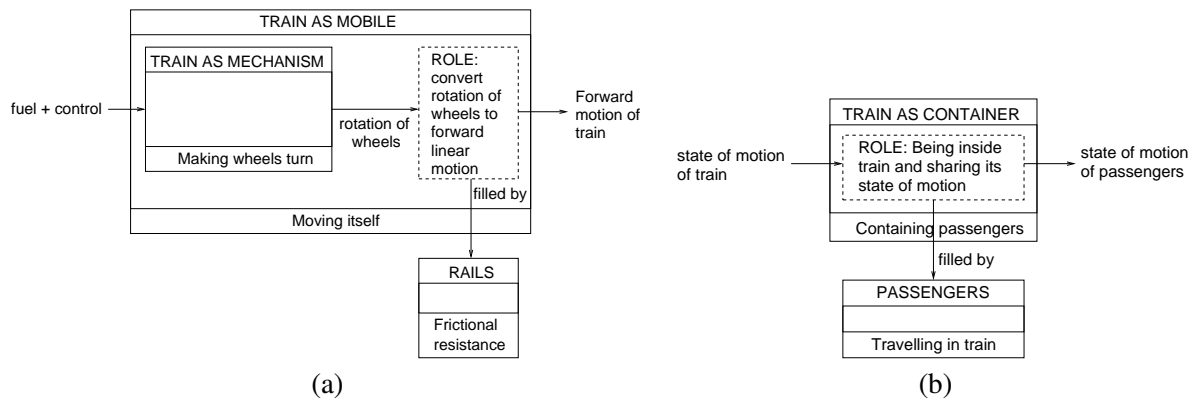 TRAIN AS MOBILE
TRAIN AS MECHANISM
fuel + control
Making wheels turn
rotation of
wheels
ROLE:
convert
rotation of
wheels to
forward
linear
motion
Forward
motion of
train
filled by
Moving itself
RAILS
Frictional
resistance
(a)
TRAIN AS CONTAINER
state of motion
of train
ROLE: Being inside
train and sharing its
state of motion
state of motion
of passengers
Containing passengers
filled by
PASSENGERS
Travelling in train
(b)